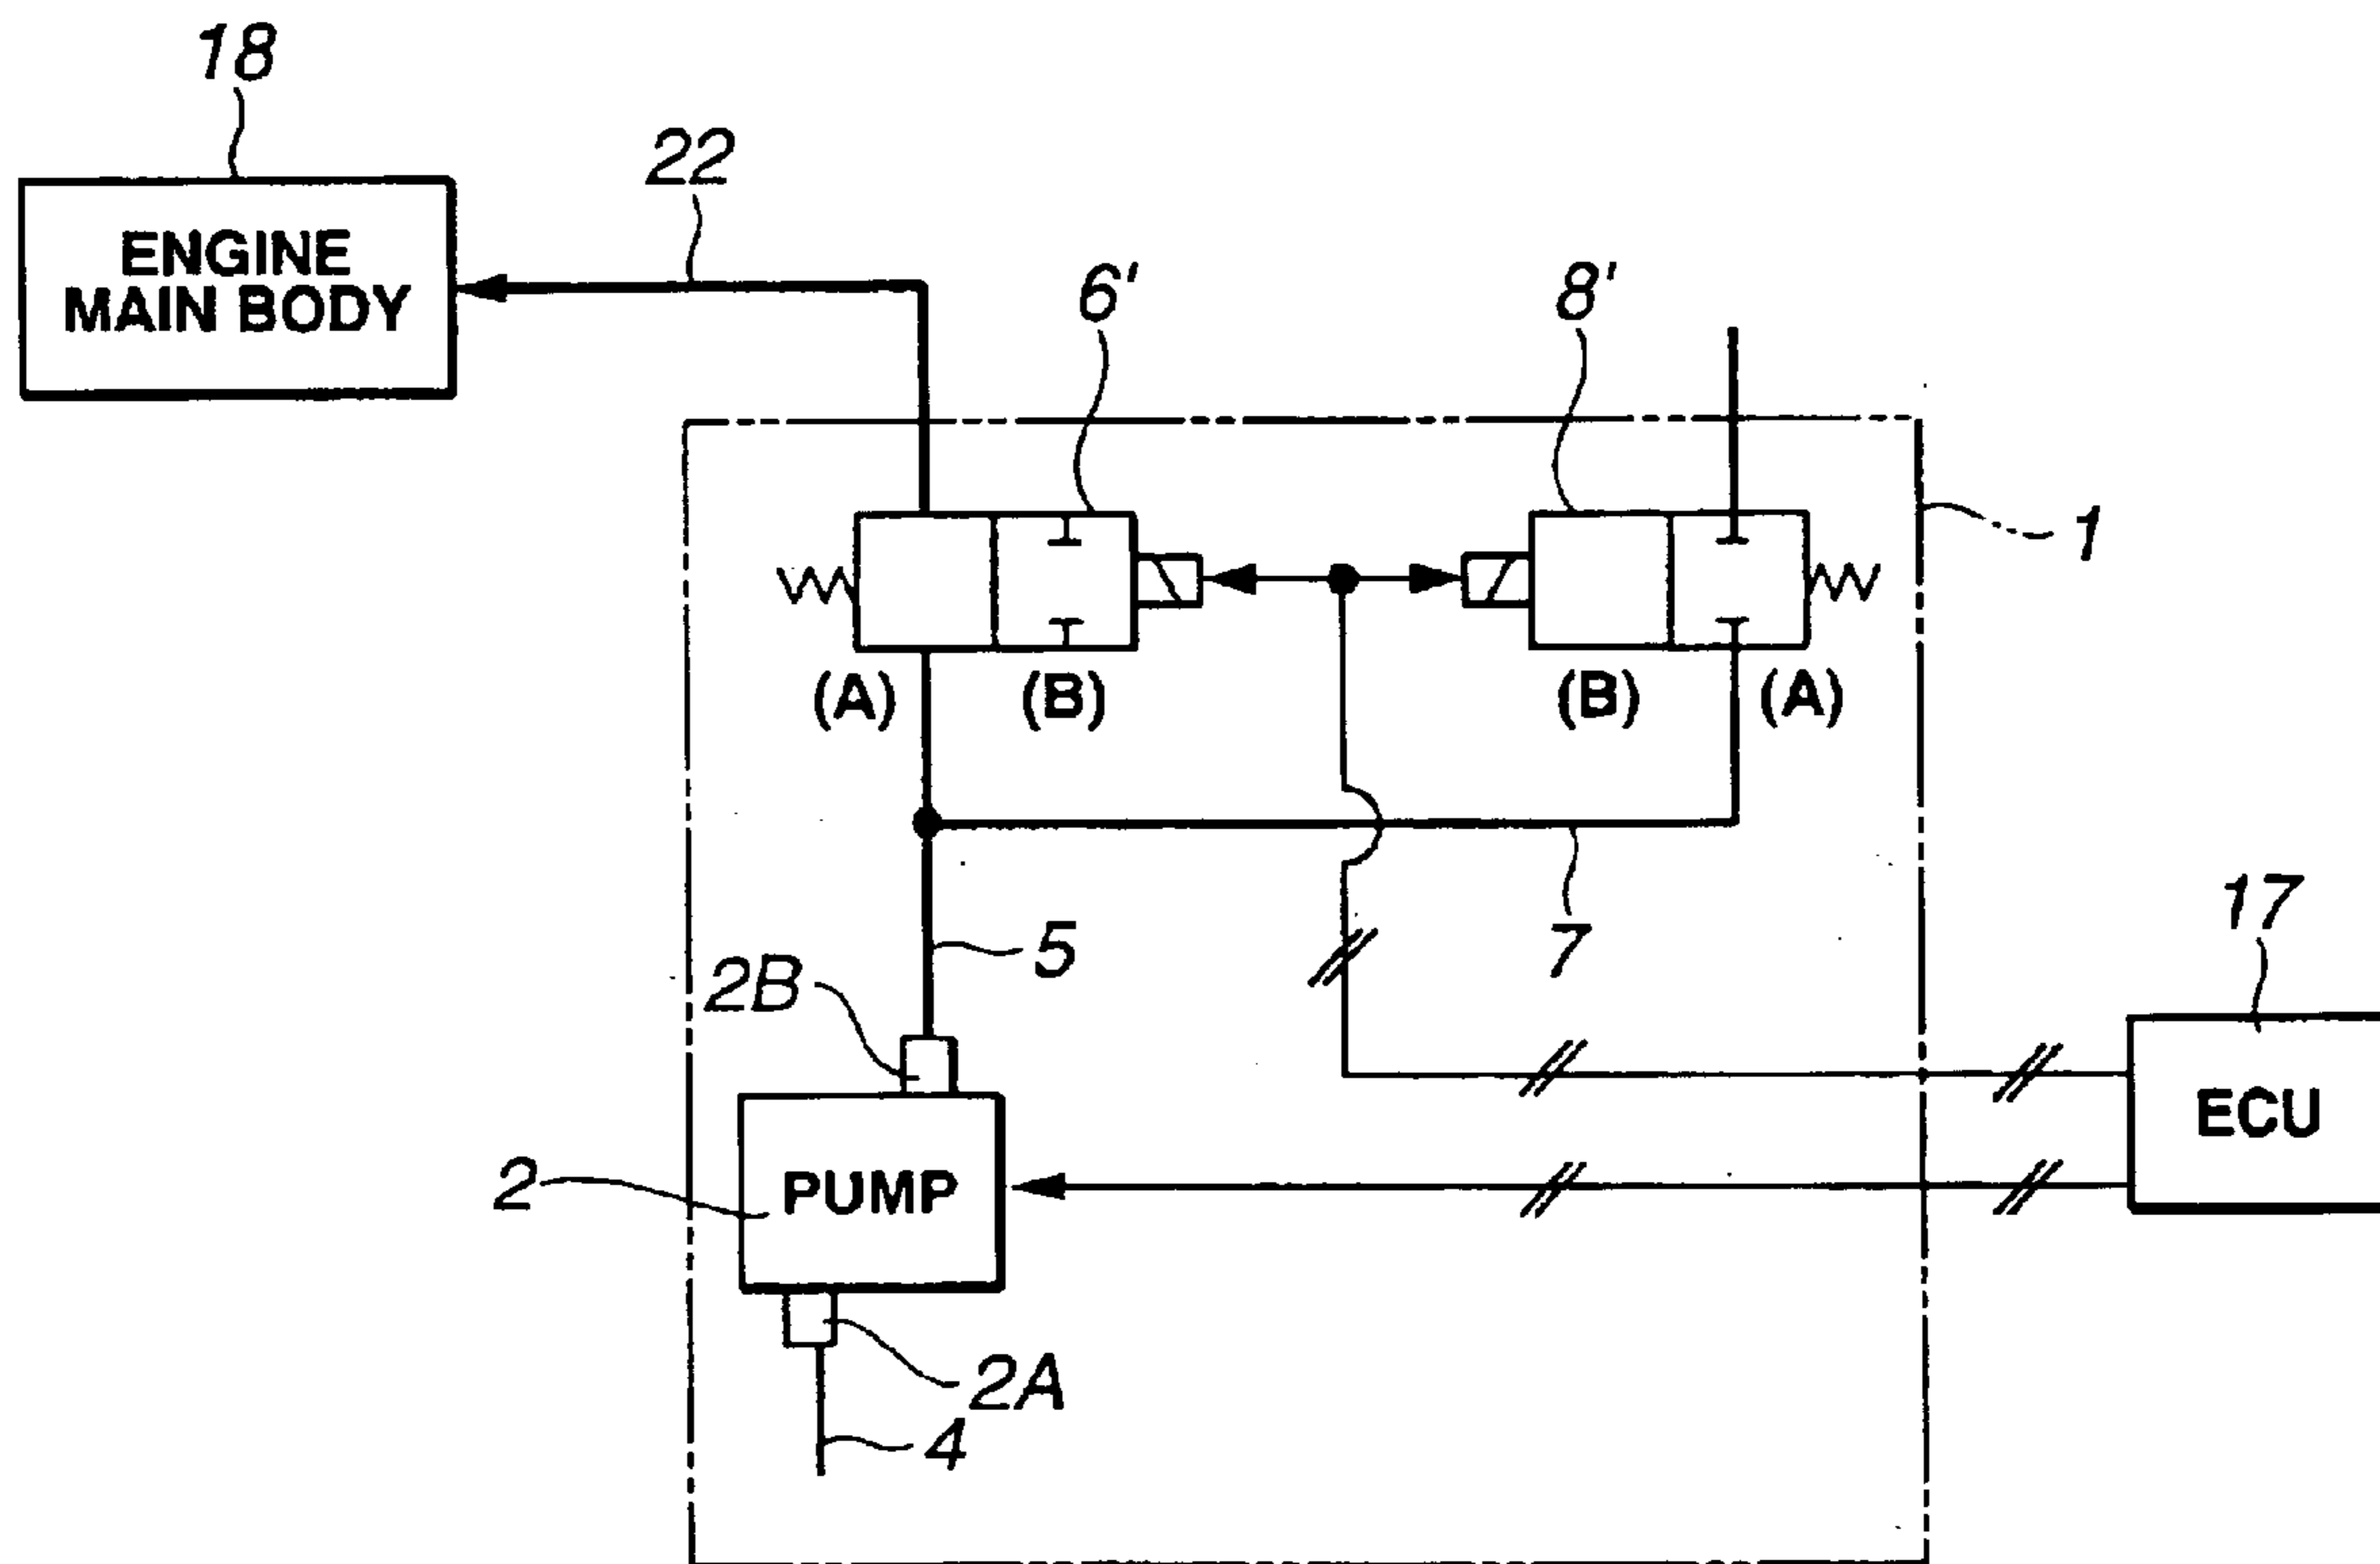 18
22
ENGINE
MAIN BODY
6'
8'
1
(A) (B) (B) (A)
17
5
7
2B
ECU
2
PUMP
2A
4